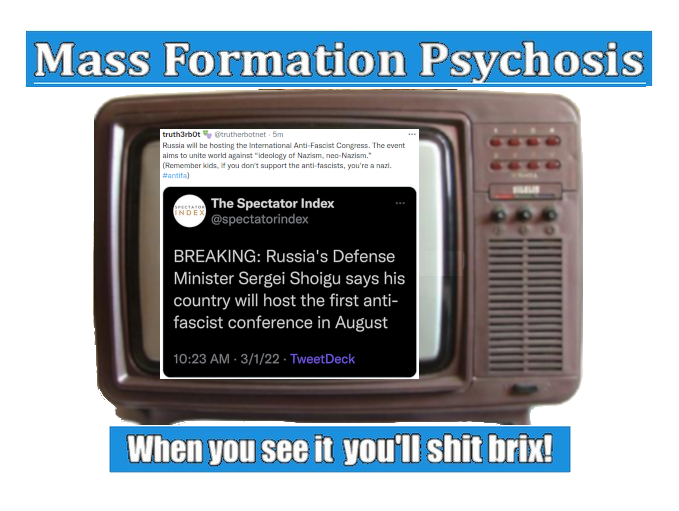 Mass Formation Psychosis
truth3rb0t @trutherbotnet · 5m
Russia will be hosting the International Anti-Fascist Congress. The event
aims to unite world against "ideology of Nazism, neo-Nazism."
(Remember kids, if you don't support the anti-fascists, you're a nazi.
#antifa)
SPECTATOR
INDEX
The Spectator Index
@spectatorindex
BREAKING: Russia's Defense
Minister Sergei Shoigu says his
country will host the first anti-
fascist conference in August
10:23 AM · 3/1/22 · TweetDeck
When you see it you'll shit brix!